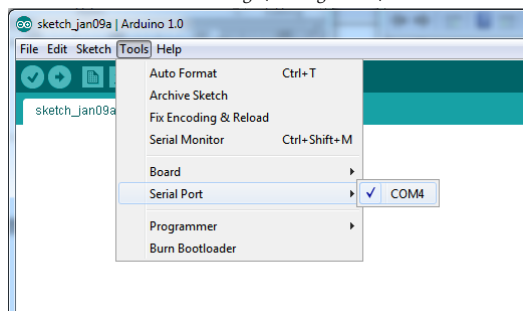 sketch_jan09a | Arduino 1.0
File Edit Sketch Tools Help
sketch_jan09a
Auto Format Ctrl+T
Archive Sketch
Fix Encoding & Reload
Serial Monitor Ctrl+Shift+M
Board
Serial Port
COM4
Programmer
Burn Bootloader